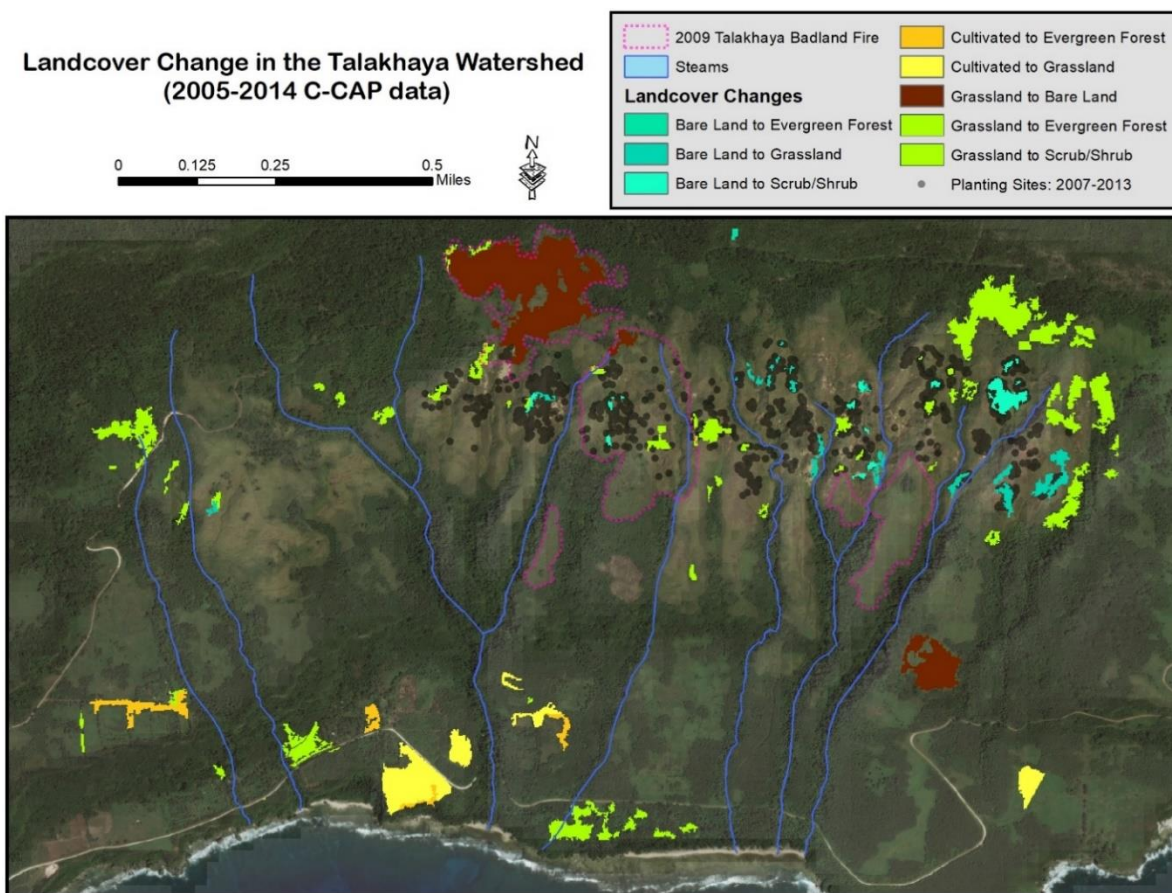 Landcover Change in the Talakhaya Watershed
(2005-2014 C-CAP data)
N
0 0.125 0.25 0.5
Miles
2009 Talakhaya Badland Fire
Steams
Landcover Changes
Bare Land to Evergreen Forest
Bare Land to Grassland
Bare Land to Scrub/Shrub
Cultivated to Evergreen Forest
Cultivated to Grassland
Grassland to Bare Land
Grassland to Evergreen Forest
Grassland to Scrub/Shrub
Planting Sites: 2007-2013